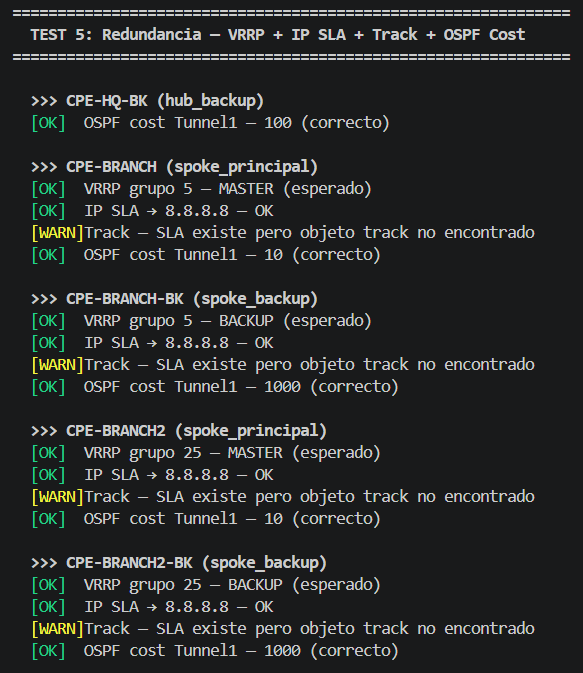 ==============================================================
TEST 5: Redundancia — VRRP + IP SLA + Track + OSPF Cost
==============================================================
>>> CPE-HQ-BK (hub_backup)
[OK]  OSPF cost Tunnel1 — 100 (correcto)
>>> CPE-BRANCH (spoke_principal)
[OK]  VRRP grupo 5 — MASTER (esperado)
[OK]  IP SLA → 8.8.8.8 — OK
[WARN]Track — SLA existe pero objeto track no encontrado
[OK]  OSPF cost Tunnel1 — 10 (correcto)
>>> CPE-BRANCH-BK (spoke_backup)
[OK]  VRRP grupo 5 — BACKUP (esperado)
[OK]  IP SLA → 8.8.8.8 — OK
[WARN]Track — SLA existe pero objeto track no encontrado
[OK]  OSPF cost Tunnel1 — 1000 (correcto)
>>> CPE-BRANCH2 (spoke_principal)
[OK]  VRRP grupo 25 — MASTER (esperado)
[OK]  IP SLA → 8.8.8.8 — OK
[WARN]Track — SLA existe pero objeto track no encontrado
[OK]  OSPF cost Tunnel1 — 10 (correcto)
>>> CPE-BRANCH2-BK (spoke_backup)
[OK]  VRRP grupo 25 — BACKUP (esperado)
[OK]  IP SLA → 8.8.8.8 — OK
[WARN]Track — SLA existe pero objeto track no encontrado
[OK]  OSPF cost Tunnel1 — 1000 (correcto)